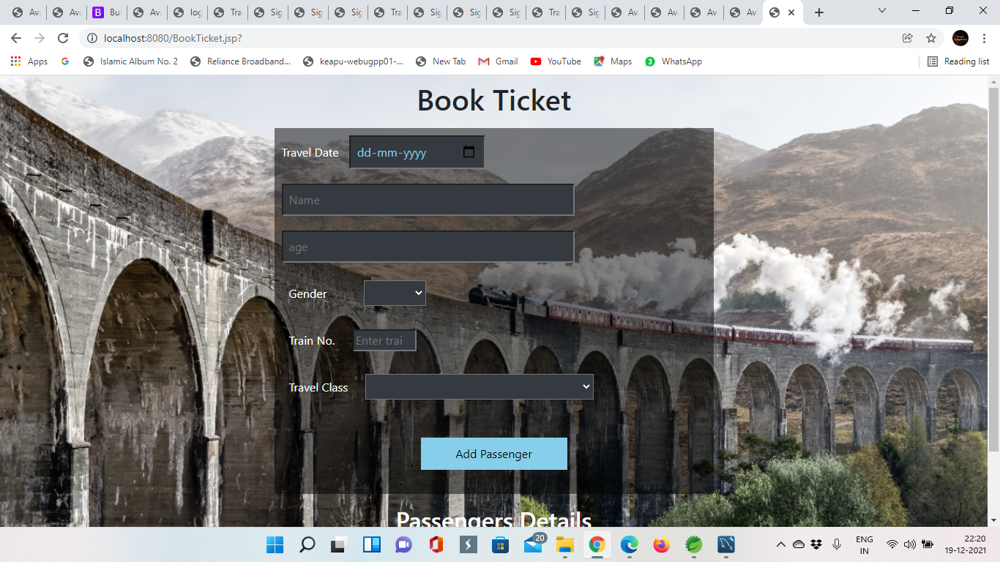 Av
Av
B
Bu
Av
log
Tra
Sig
Sig
Sig
Tra
Sig
Sig
Sig
Tra
Sig
Av
Av
Av
Av
localhost:8080/BookTicket.jsp?
Apps
G
Islamic Album No. 2
Reliance Broadband...
keapu-webugpp01-...
New Tab
Gmail
YouTube
Maps
3
WhatsApp
Reading list
Book Ticket
Travel Date
dd-mm-yyyy
Name
age
Gender
Train No.
Enter trai
Travel Class
Add Passenger
Passengers Details
20
ENG
IN
22:20
19-12-2021